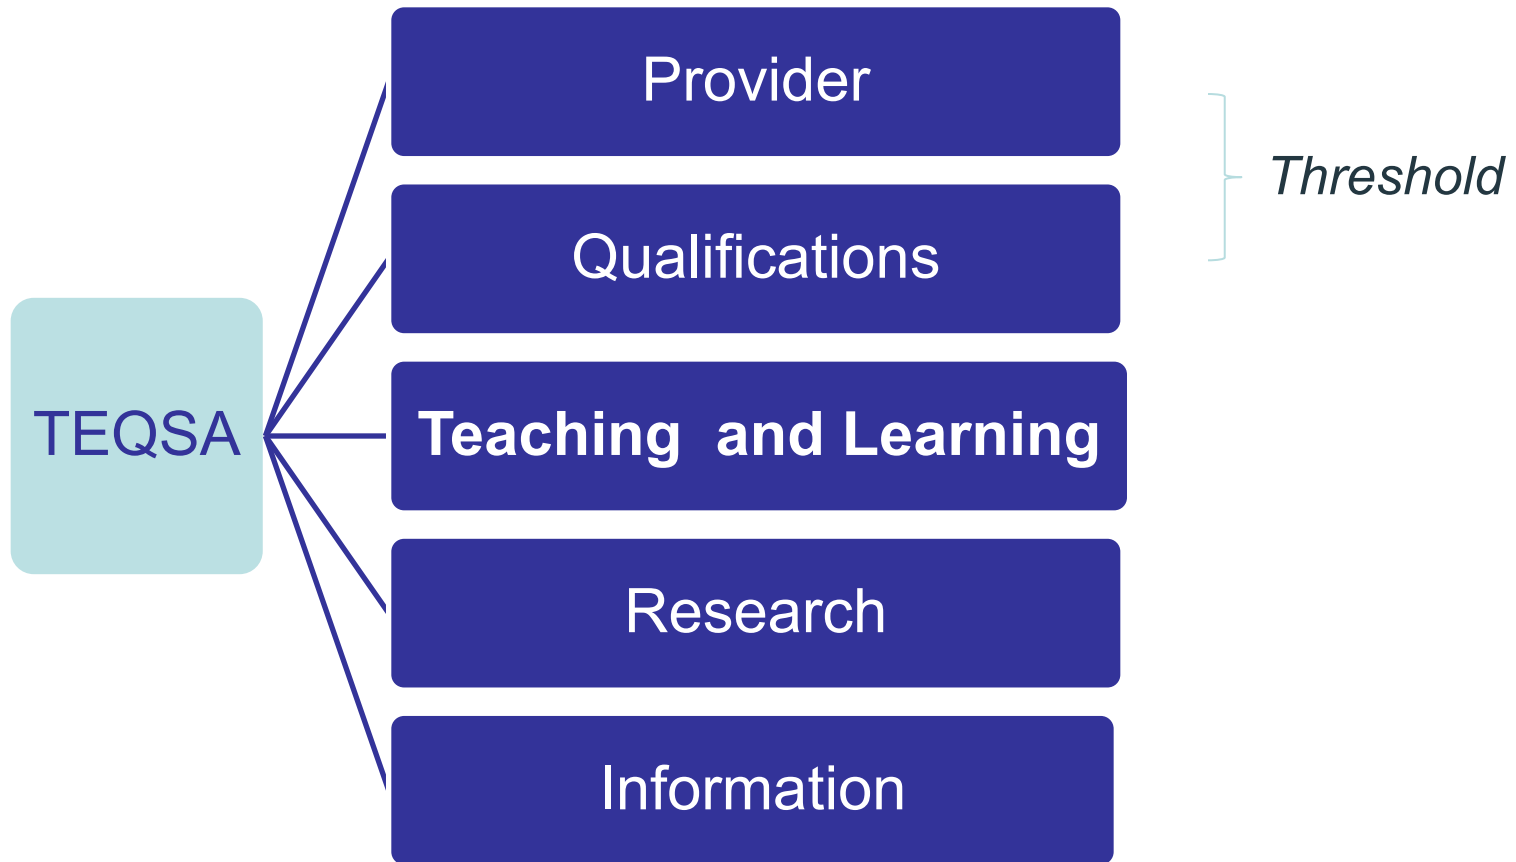 Provider
Threshold
Qualifications
TEQSA
Teaching  and Learning
Research
Information